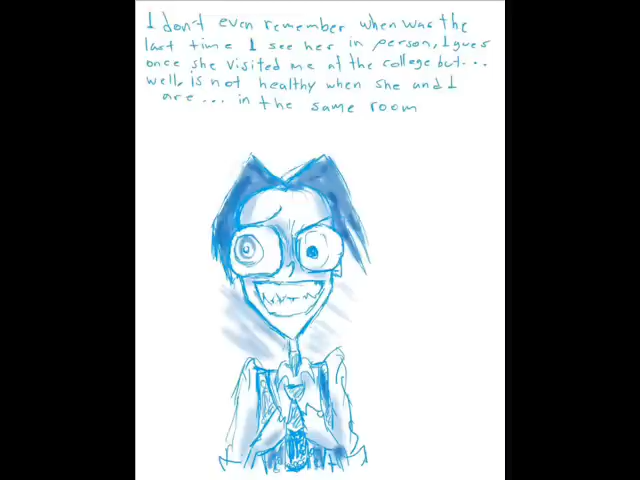 I don't even remember when was the
last time I see her in person, I gues
once she visited me at the college but...
well, is not healthy when she and I
are... in the same room